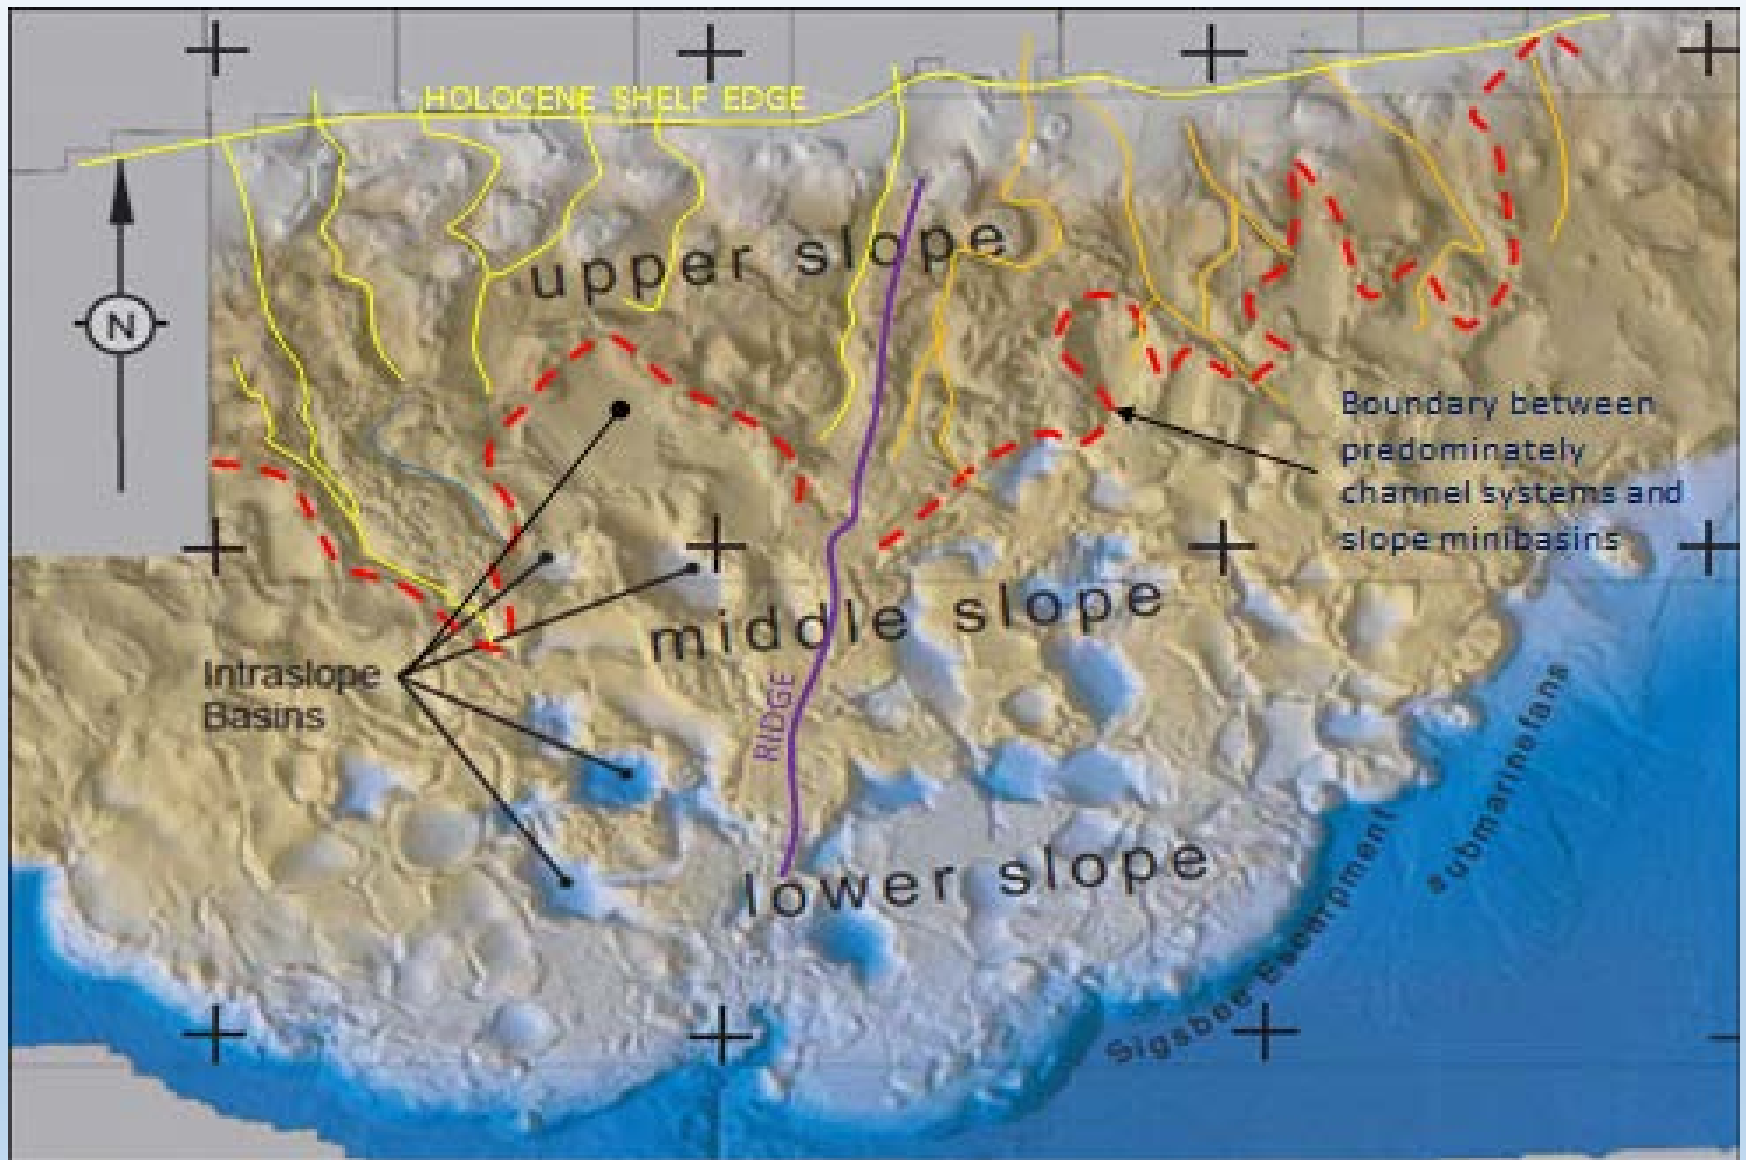 HOLOCENE SHELF EDGE
N
upper slope
Boundary between
predominately
channel systems and
slope minibasins
middle slope
Intraslope
Basins
RIDGE
submarine fans
lower slope
Sigsbee Escarpment